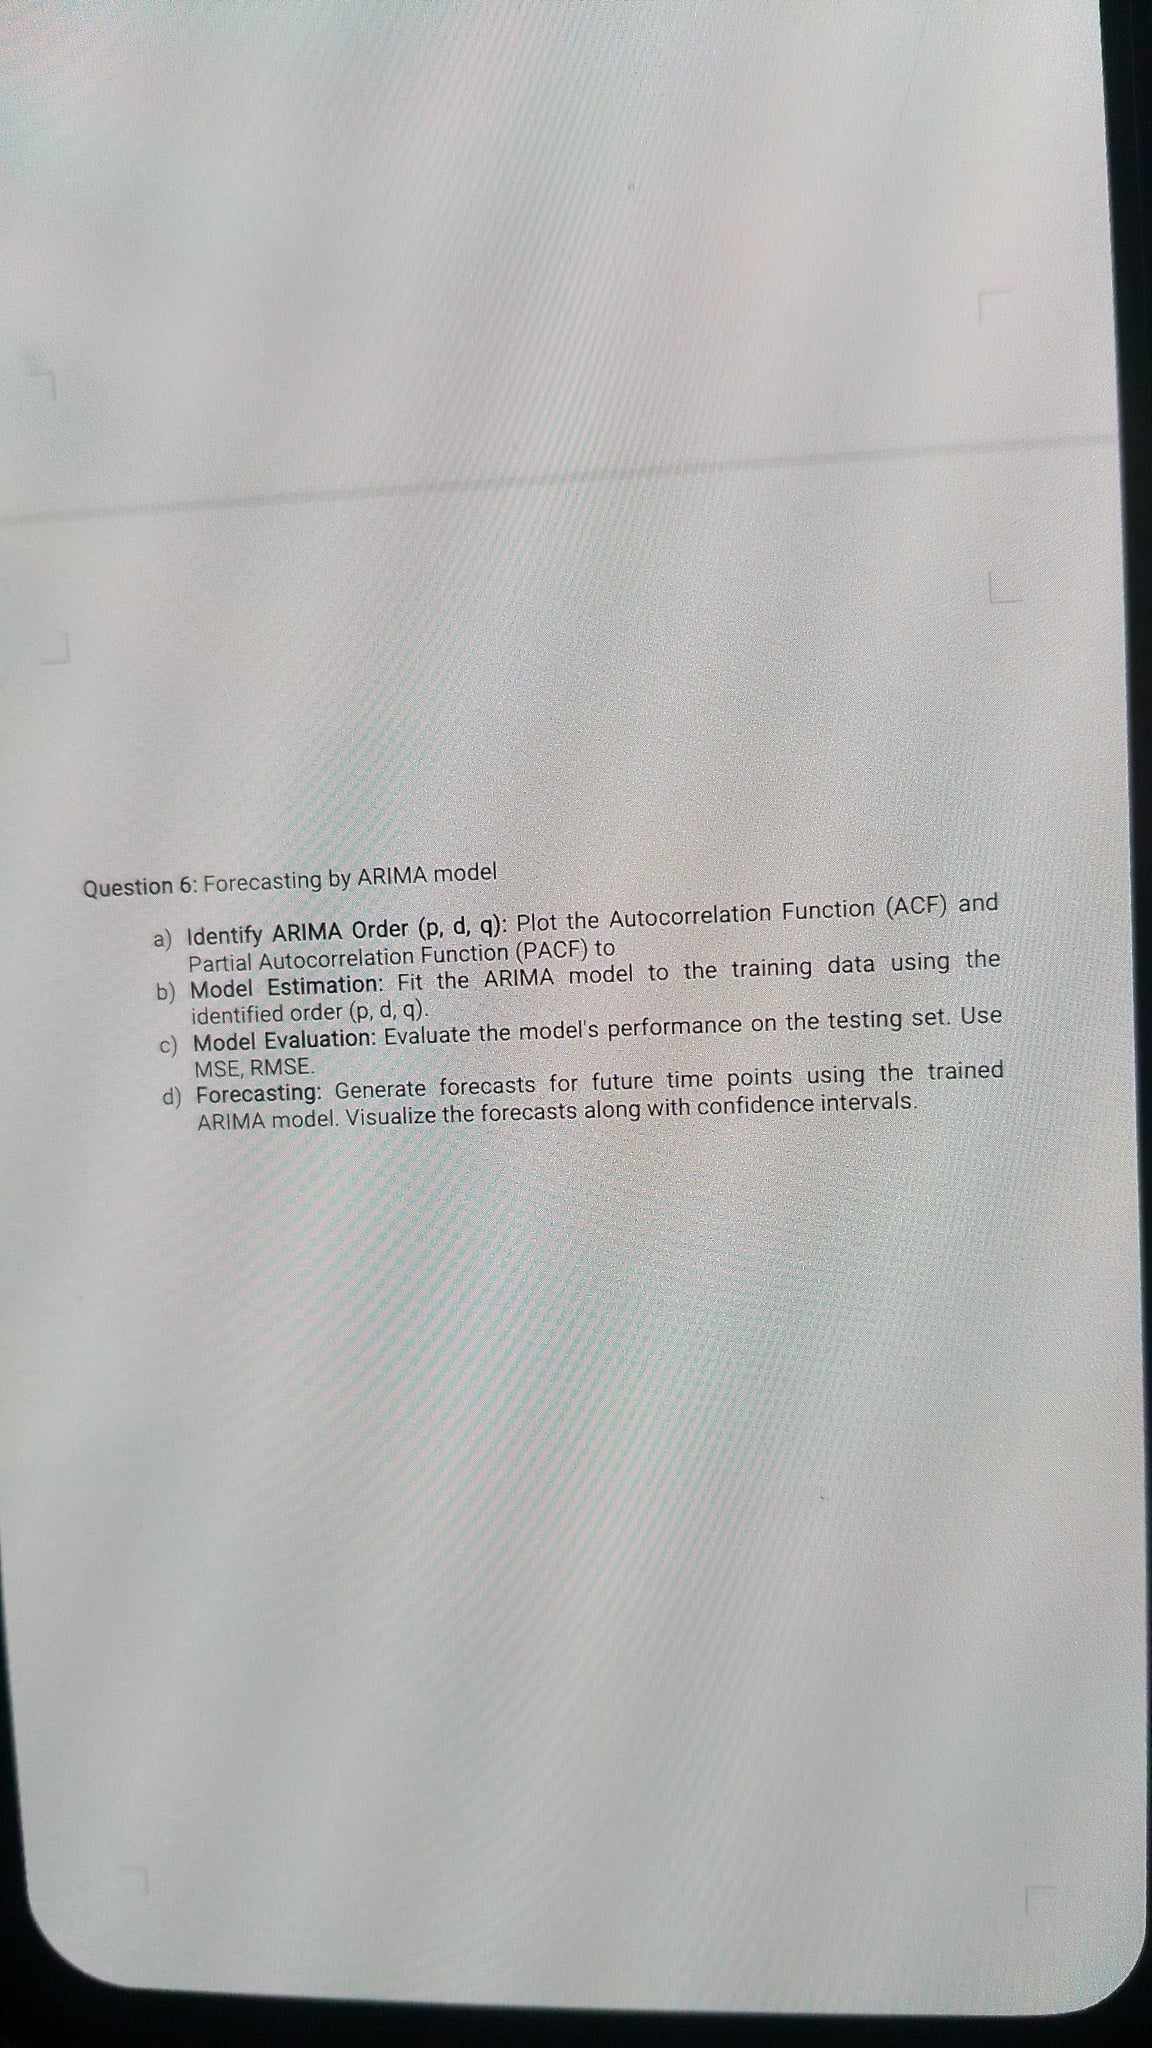 Question 6: Forecasting by ARIMA model
a) Identify ARIMA Order (p, d, q): Plot the Autocorrelation Function (ACF) and
Partial Autocorrelation Function (PACF) to
b) Model Estimation: Fit the ARIMA model to the training data using the
identified order (p, d, q).
c) Model Evaluation: Evaluate the model's performance on the testing set. Use
MSE, RMSE.
d) Forecasting: Generate forecasts for future time points using the trained
ARIMA model. Visualize the forecasts along with confidence intervals.